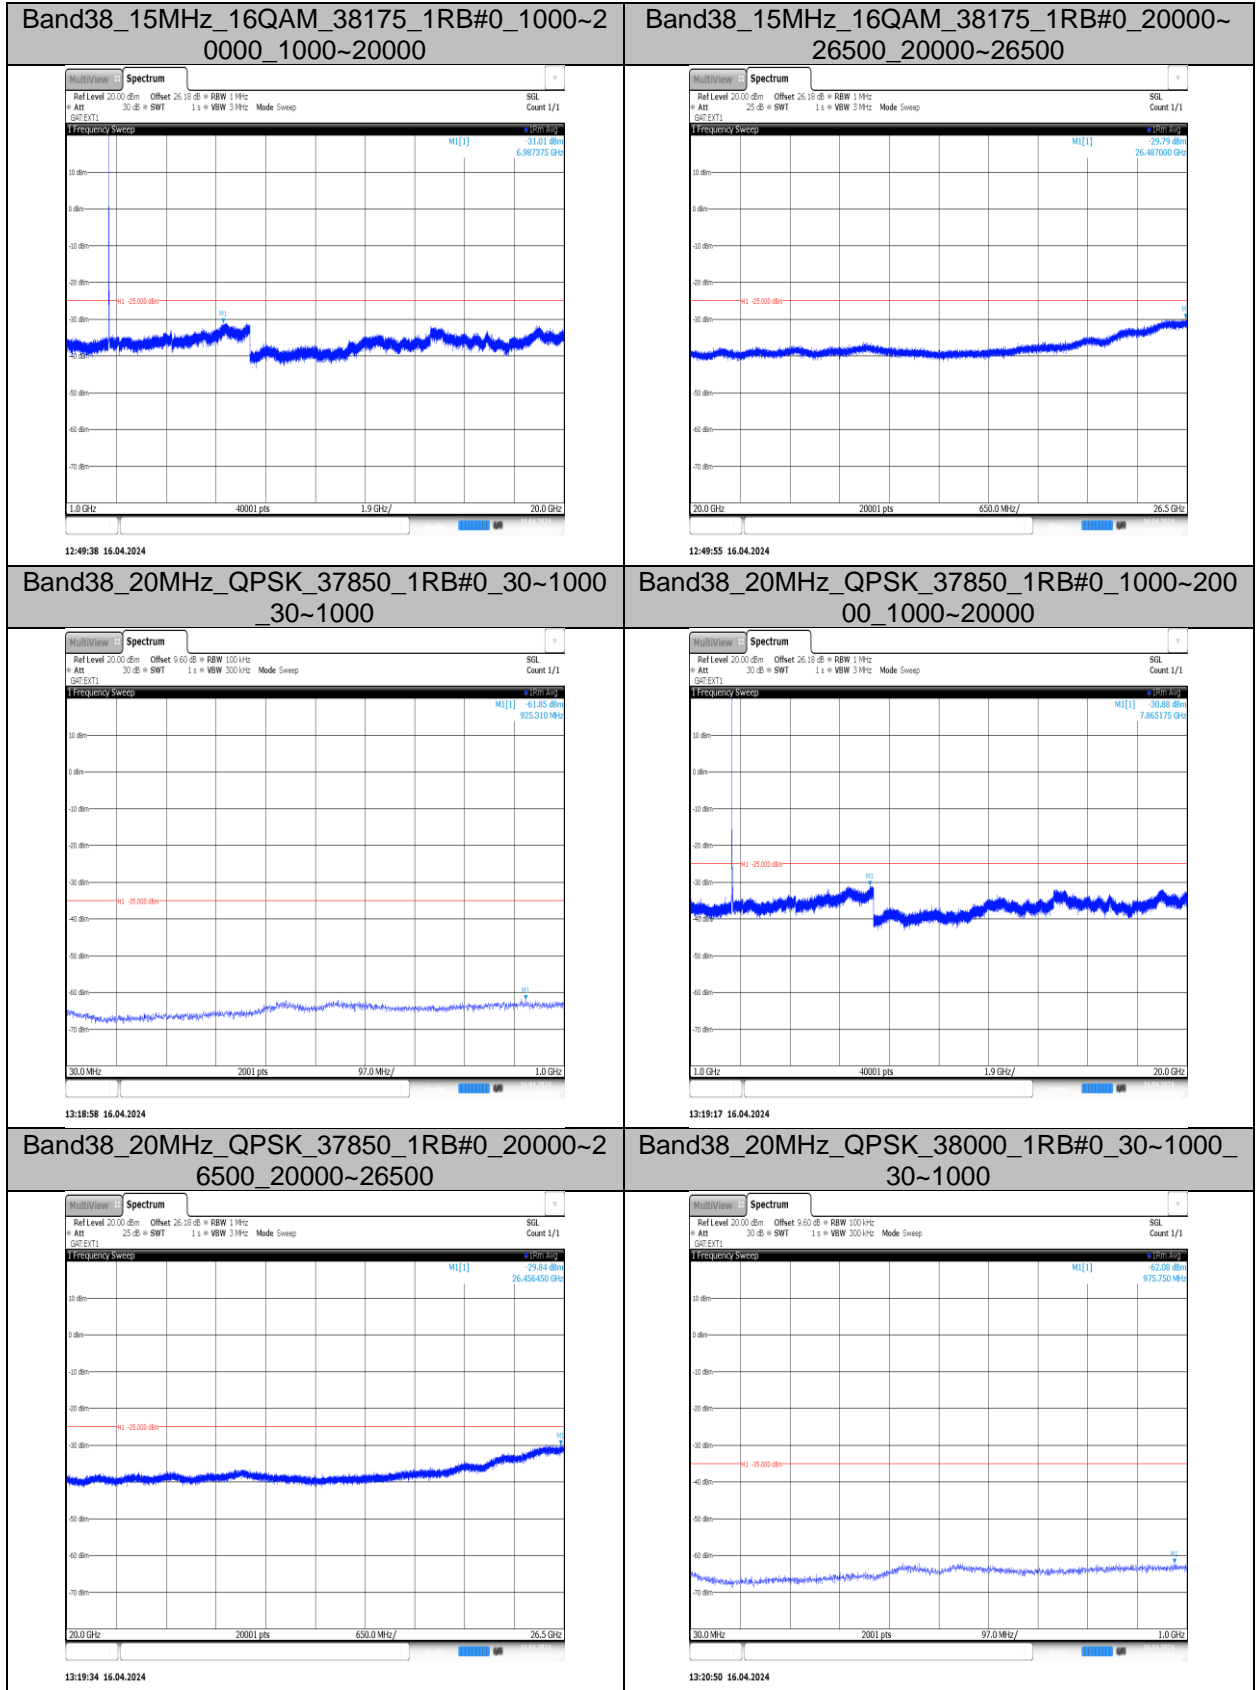 Band38_15MHz_16QAM_38175_1RB#0_1000~2
0000_1000~20000
MultiView Spectrum
Ref Level 20.00 dBm Offset 26.18 dB RBW 1 MHz SGL
Att 30 dB SWT 1 s VBW 3 MHz Mode Sweep Count 1/1
GAT:EXT1
1 Frequency Sweep 1Rm Avg
M1[1] -31.01 dBm
6.987375 GHz
10 dBm
0 dBm
-10 dBm
-20 dBm
H1 -25.000 dBm
M1
-30 dBm
-40 dBm
-50 dBm
-60 dBm
-70 dBm
1.0 GHz 40001 pts 1.9 GHz/ 20.0 GHz
12:49:38 16.04.2024
Band38_15MHz_16QAM_38175_1RB#0_20000~
26500_20000~26500
MultiView Spectrum
Ref Level 20.00 dBm Offset 26.18 dB RBW 1 MHz SGL
Att 25 dB SWT 1 s VBW 3 MHz Mode Sweep Count 1/1
GAT:EXT1
1 Frequency Sweep 1Rm Avg
M1[1] -29.79 dBm
26.487000 GHz
10 dBm
0 dBm
-10 dBm
-20 dBm
H1 -25.000 dBm
-30 dBm
-40 dBm
-50 dBm
-60 dBm
-70 dBm
20.0 GHz 20001 pts 650.0 MHz/ 26.5 GHz
12:49:55 16.04.2024
Band38_20MHz_QPSK_37850_1RB#0_30~1000
_30~1000
MultiView Spectrum
Ref Level 20.00 dBm Offset 9.60 dB RBW 100 kHz SGL
Att 30 dB SWT 1 s VBW 300 kHz Mode Sweep Count 1/1
GAT:EXT1
1 Frequency Sweep 1Rm Avg
M1[1] -61.85 dBm
925.310 MHz
10 dBm
0 dBm
-10 dBm
-20 dBm
-30 dBm
H1 -35.000 dBm
-40 dBm
-50 dBm
-60 dBm
M1
-70 dBm
30.0 MHz 2001 pts 97.0 MHz/ 1.0 GHz
13:18:58 16.04.2024
Band38_20MHz_QPSK_37850_1RB#0_1000~200
00_1000~20000
MultiView Spectrum
Ref Level 20.00 dBm Offset 26.18 dB RBW 1 MHz SGL
Att 30 dB SWT 1 s VBW 3 MHz Mode Sweep Count 1/1
GAT:EXT1
1 Frequency Sweep 1Rm Avg
M1[1] -30.88 dBm
7.865175 GHz
10 dBm
0 dBm
-10 dBm
-20 dBm
H1 -25.000 dBm
M1
-30 dBm
-40 dBm
-50 dBm
-60 dBm
-70 dBm
1.0 GHz 40001 pts 1.9 GHz/ 20.0 GHz
13:19:17 16.04.2024
Band38_20MHz_QPSK_37850_1RB#0_20000~2
6500_20000~26500
MultiView Spectrum
Ref Level 20.00 dBm Offset 26.18 dB RBW 1 MHz SGL
Att 25 dB SWT 1 s VBW 3 MHz Mode Sweep Count 1/1
GAT:EXT1
1 Frequency Sweep 1Rm Avg
M1[1] -29.84 dBm
26.456450 GHz
10 dBm
0 dBm
-10 dBm
-20 dBm
H1 -25.000 dBm
M1
-30 dBm
-40 dBm
-50 dBm
-60 dBm
-70 dBm
20.0 GHz 20001 pts 650.0 MHz/ 26.5 GHz
13:19:34 16.04.2024
Band38_20MHz_QPSK_38000_1RB#0_30~1000_
30~1000
MultiView Spectrum
Ref Level 20.00 dBm Offset 9.60 dB RBW 100 kHz SGL
Att 30 dB SWT 1 s VBW 300 kHz Mode Sweep Count 1/1
GAT:EXT1
1 Frequency Sweep 1Rm Avg
M1[1] -62.08 dBm
975.750 MHz
10 dBm
0 dBm
-10 dBm
-20 dBm
-30 dBm
H1 -35.000 dBm
-40 dBm
-50 dBm
-60 dBm
M1
-70 dBm
30.0 MHz 2001 pts 97.0 MHz/ 1.0 GHz
13:20:50 16.04.2024